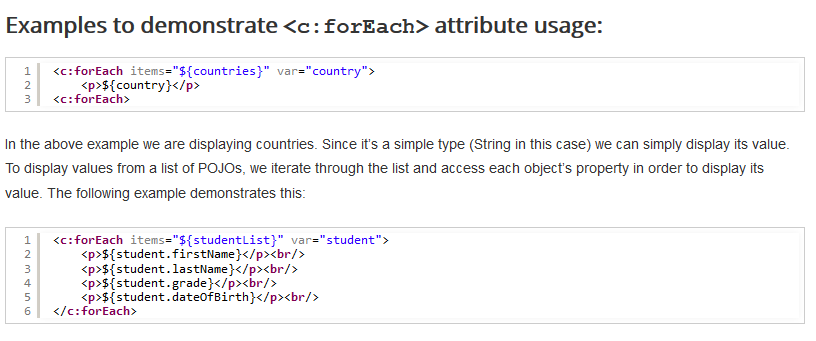 Examples to demonstrate <c:forEach> attribute usage:
1 <c:forEach items="${countries}" var="country">
2 <p>${country}</p>
3 <c:forEach>
In the above example we are displaying countries. Since it's a simple type (String in this case) we can simply display its value.
To display values from a list of POJOs, we iterate through the list and access each object's property in order to display its
value. The following example demonstrates this:
1 <c:forEach items="${studentList}" var="student">
2 <p>${student.firstName}</p><br/>
3 <p>${student.lastName}</p><br/>
4 <p>${student.grade}</p><br/>
5 <p>${student.dateOfBirth}</p><br/>
6 </c:forEach>